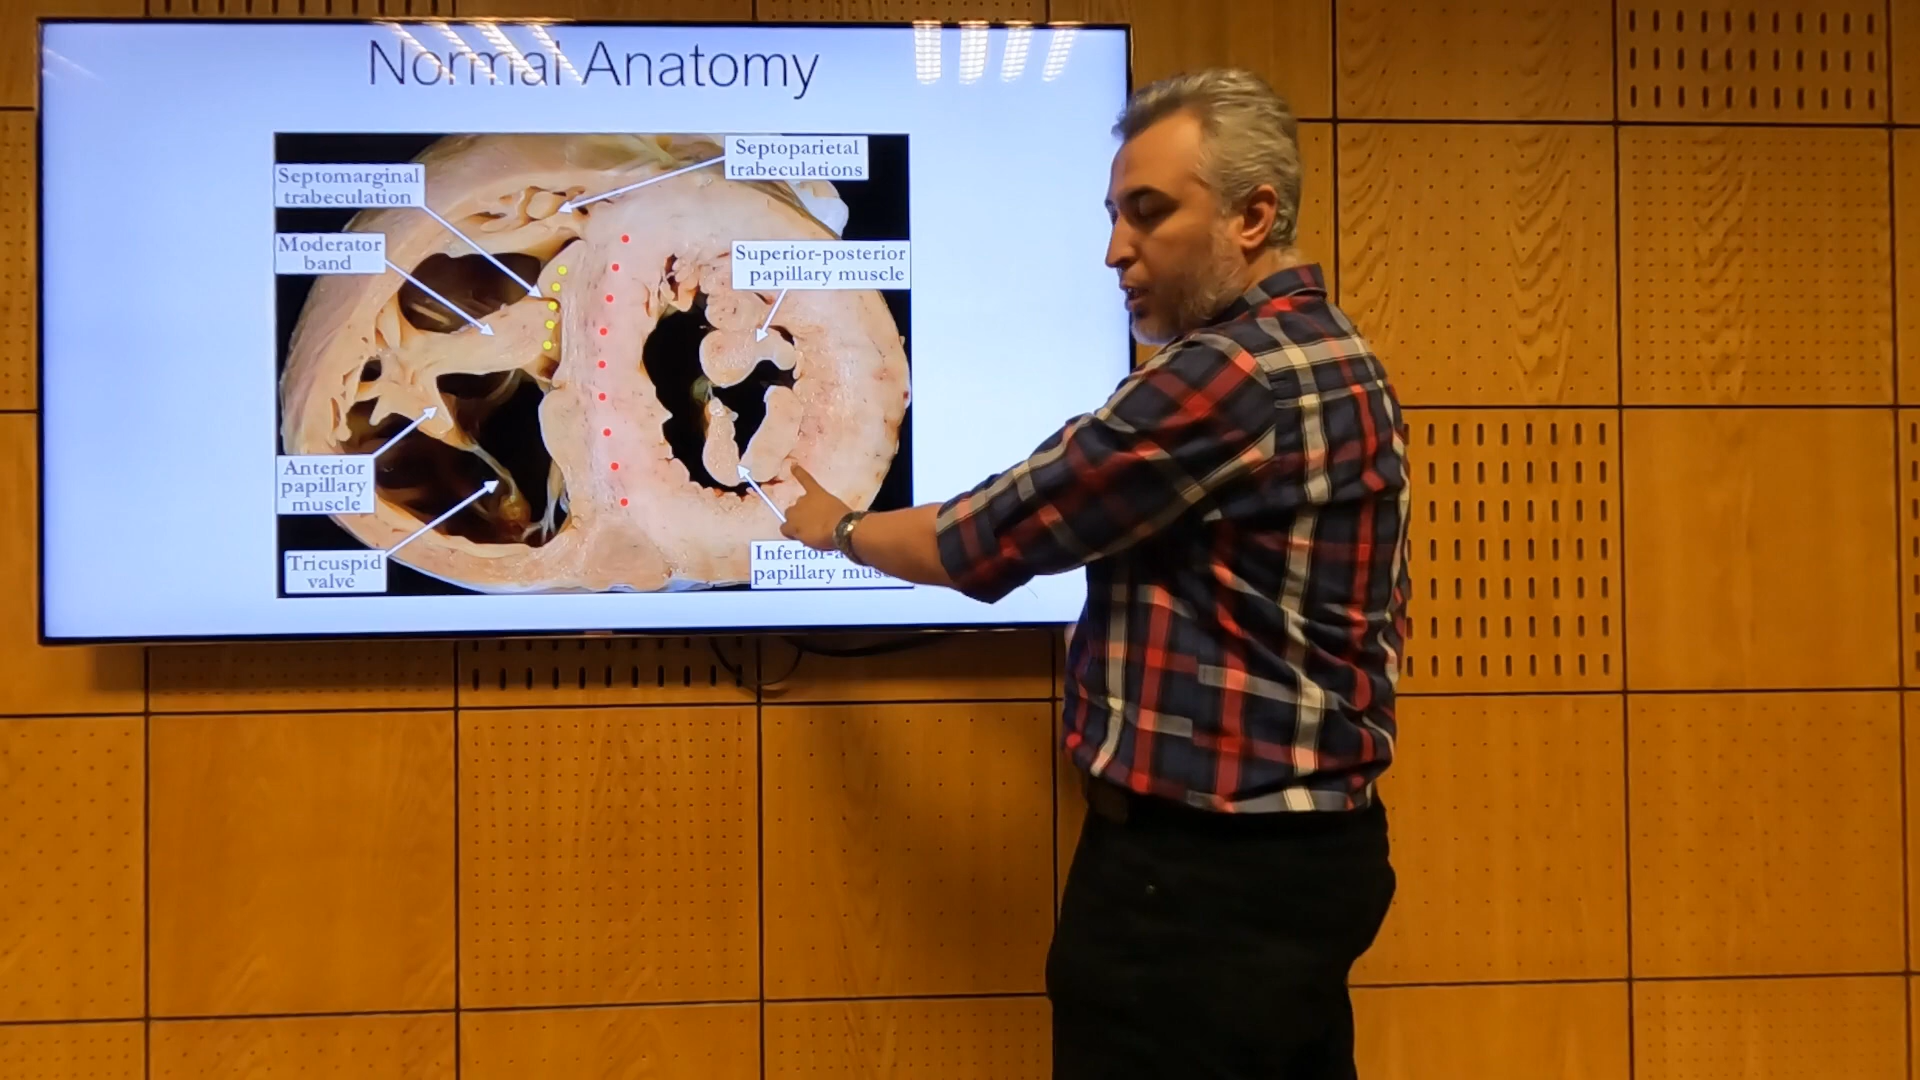 Normal Anatomy
Septoparietal
trabeculations
Septomarginal
trabeculation
Moderator
band
Superior-posterior
papillary muscle
Anterior
papillary
muscle
Tricuspid
valve
papillary